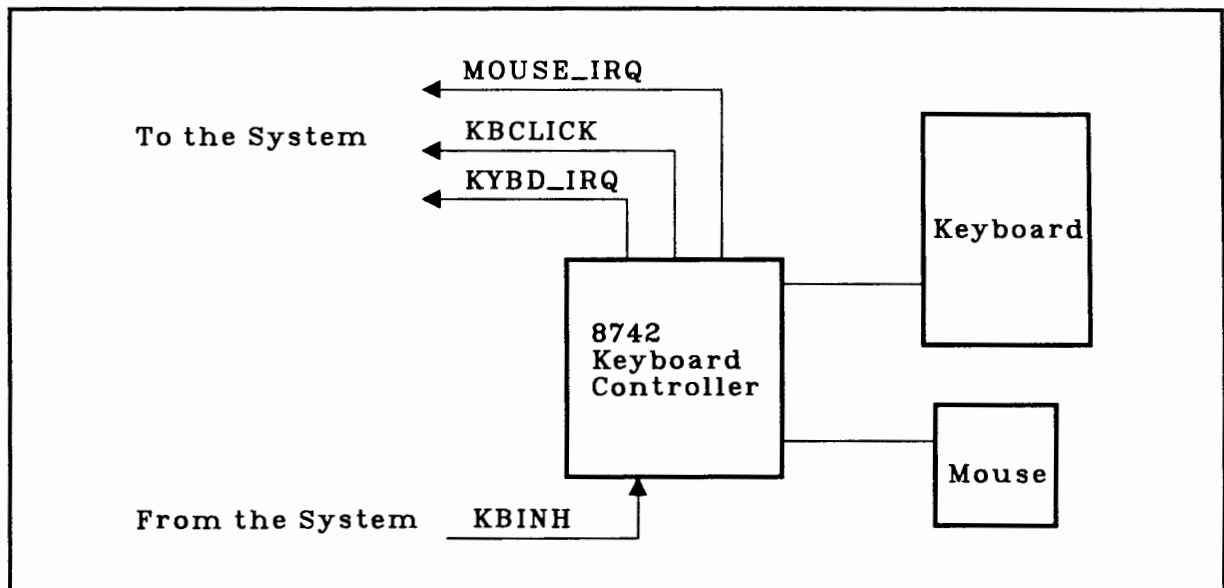 MOUSE_IRQ
To the System
KBCLICK
KYBD_IRQ
Keyboard
8742
Keyboard
Controller
Mouse
From the System
KBINH